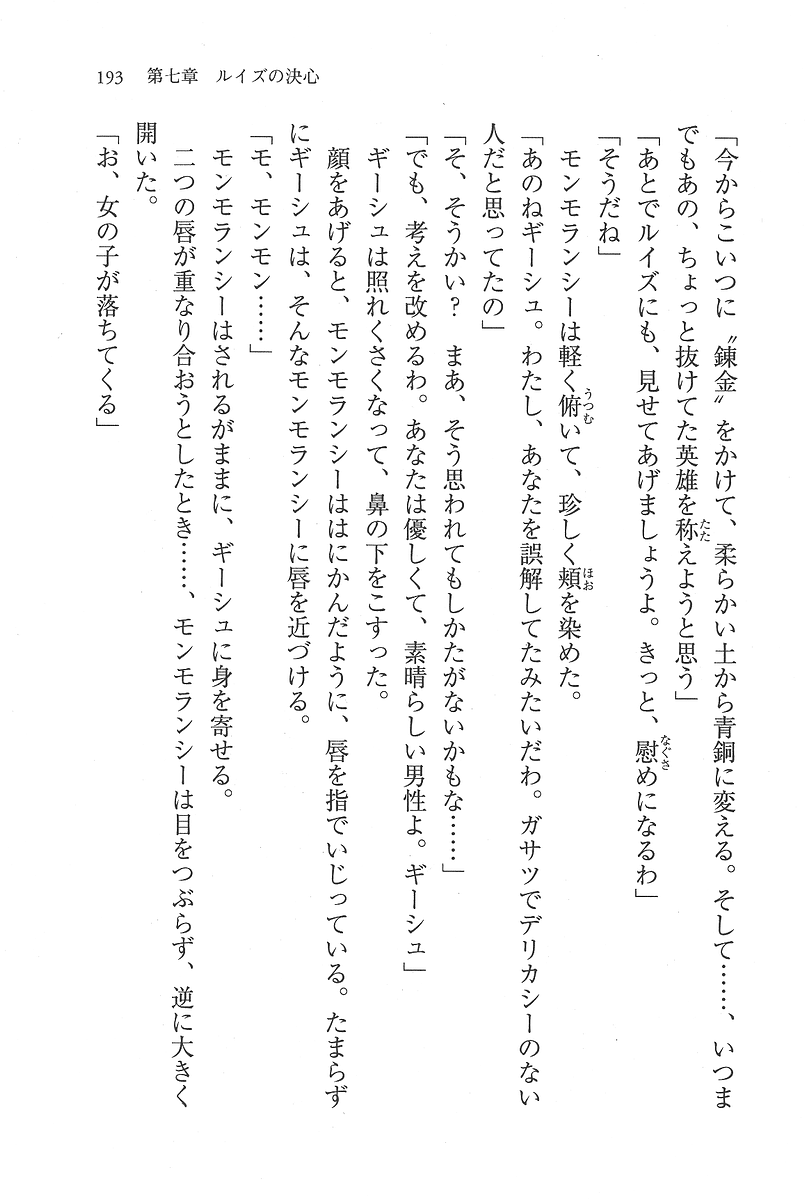 193　第七章　ルイズの決心
「今からこいつに〝錬金〟をかけて、柔らかい土から青銅に変える。そして……、いつま
でもあの、ちょっと抜けてた英雄を称えようと思う」
「あとでルイズにも、見せてあげましょうよ。きっと、慰めになるわ」
「そうだね」
　モンモランシーは軽く俯いて、珍しく頬を染めた。
「あのねギーシュ。わたし、あなたを誤解してたみたいだわ。ガサツでデリカシーのない
人だと思ってたの」
「そ、そうかい？　まあ、そう思われてもしかたがないかもな……」
「でも、考えを改めるわ。あなたは優しくて、素晴らしい男性よ。ギーシュ」
　ギーシュは照れくさくなって、鼻の下をこすった。
　顔をあげると、モンモランシーははにかんだように、唇を指でいじっている。たまらず
にギーシュは、そんなモンモランシーに唇を近づける。
「モ、モンモン……」
　モンモランシーはされるがままに、ギーシュに身を寄せる。
　二つの唇が重なり合おうとしたとき……、モンモランシーは目をつぶらず、逆に大きく
開いた。
「お、女の子が落ちてくる」